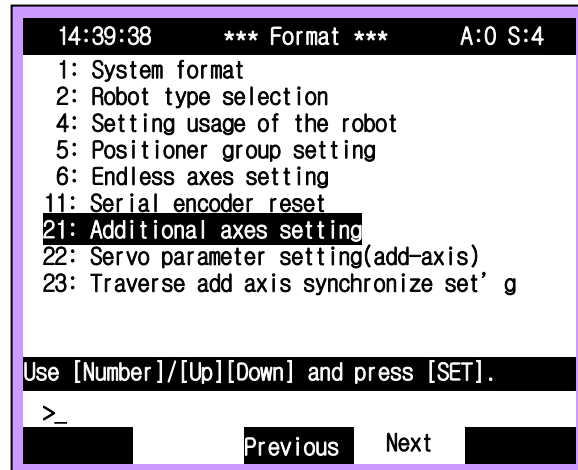 14:39:38 *** Format *** A:0 S:4
1: System format
2: Robot type selection
4: Setting usage of the robot
5: Positioner group setting
6: Endless axes setting
11: Serial encoder reset
21: Additional axes setting
22: Servo parameter setting(add-axis)
23: Traverse add axis synchronize set’ g
Use [Number]/[Up][Down] and press [SET].
>_
Previous Next